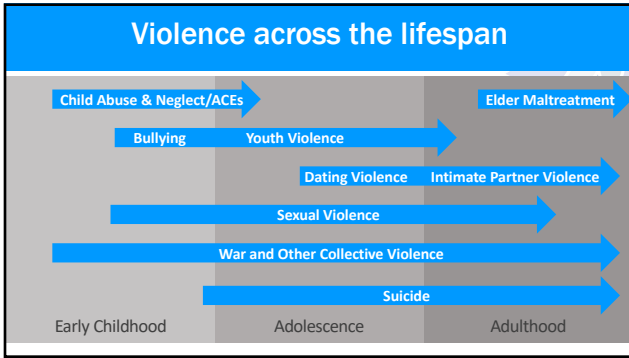 Violence across the lifespan
Child Abuse & Neglect/ACEs
Elder Maltreatment
Bullying
Youth Violence
Dating Violence
Intimate Partner Violence
Sexual Violence
War and Other Collective Violence
Suicide
Early Childhood
Adolescence
Adulthood